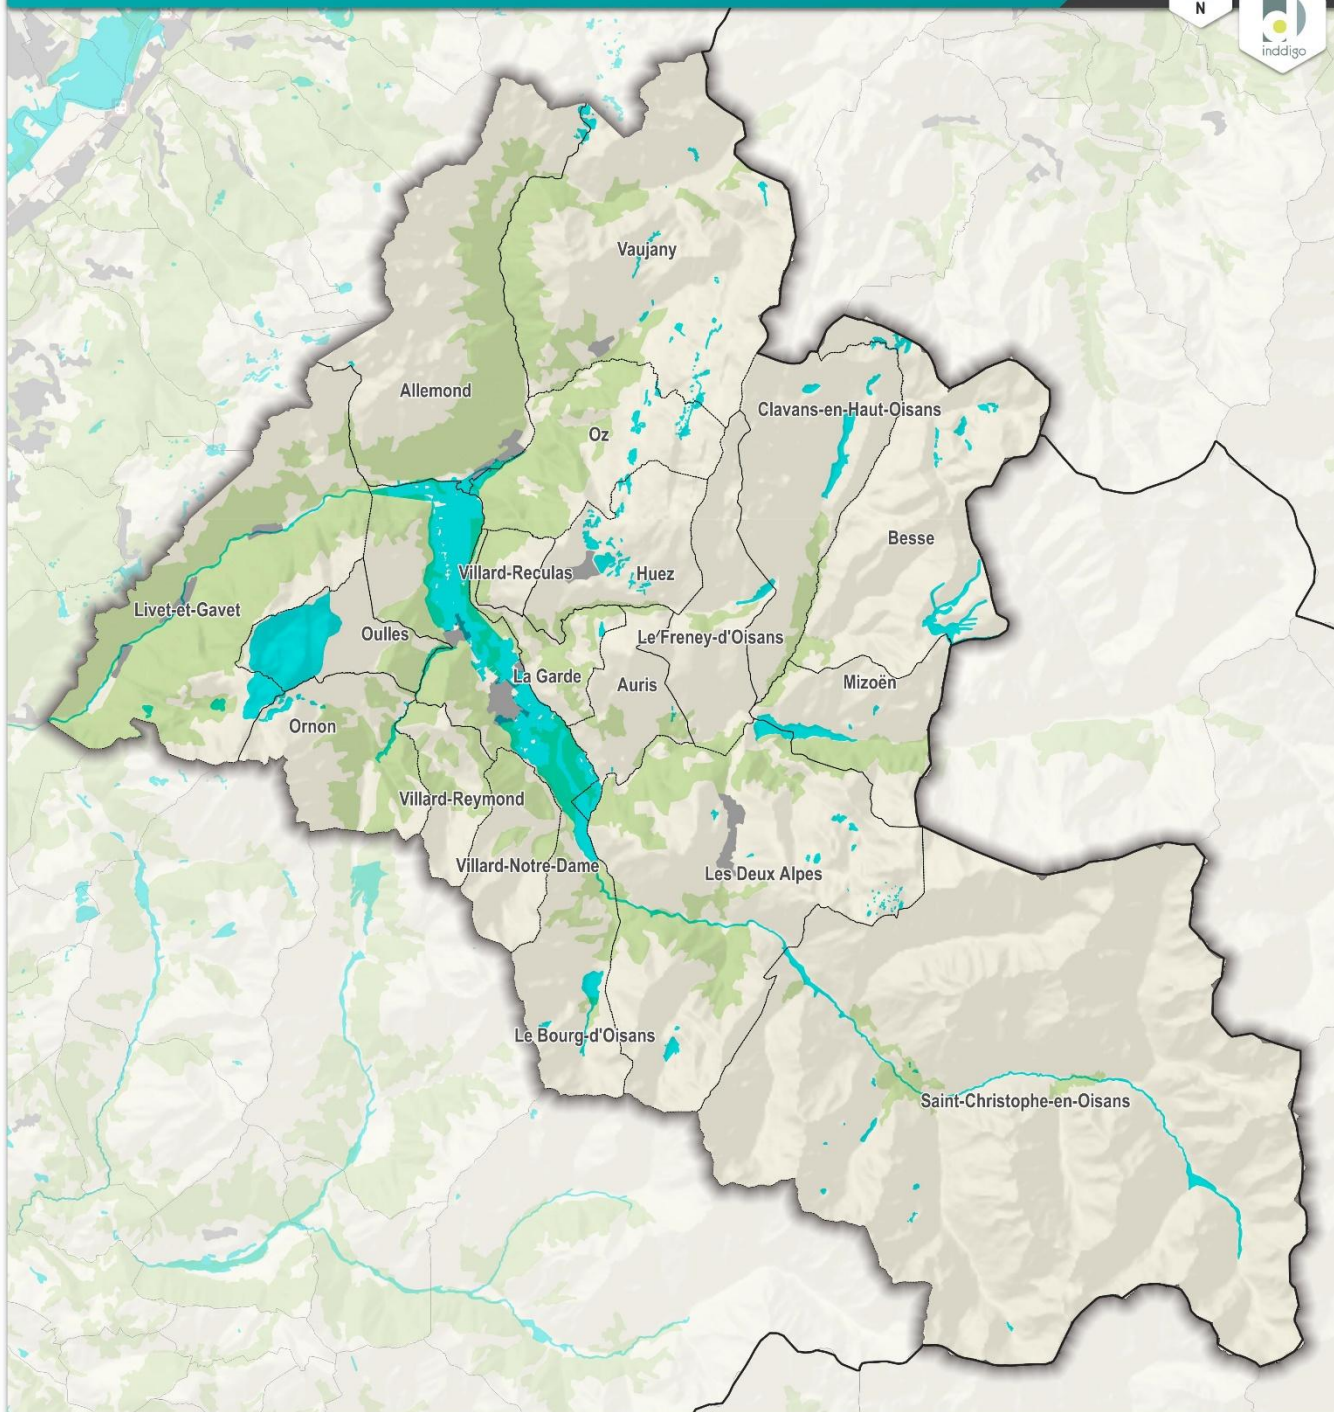 N
inddigo
Vaujany
Allemond
Clavans-en-Haut-Oisans
Oz
Besse
Villard-Reculas
Huez
Livet-et-Gavet
Oulles
Le Freney-d'Oisans
La Garde
Auris
Mizoën
Ornon
Villard-Reymond
Villard-Notre-Dame
Les Deux Alpes
Le Bourg-d'Oisans
Saint-Christophe-en-Oisans